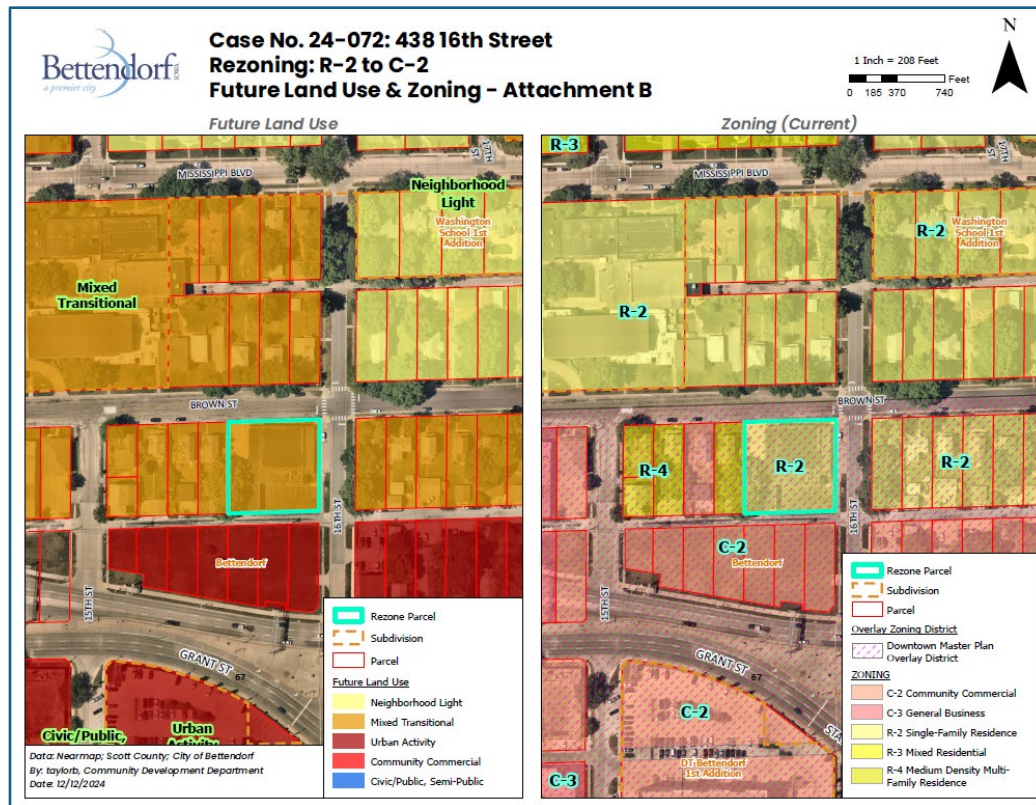 Bettendorf IOWA
a premier city
Case No. 24-072: 438 16th Street
Rezoning: R-2 to C-2
Future Land Use & Zoning - Attachment B
1 Inch = 208 Feet
Feet
0 185 370 740
N
Future Land Use
17TH
ST
MISSISSIPPI BLVD
Neighborhood
Light
Washington
School 1st
Addition
Mixed
Transitional
BROWN ST
16TH ST
Bettendorf
15TH ST
GRANT ST
67
Urban
Civic/Public,
Rezone Parcel
Subdivision
Parcel
Future Land Use
Neighborhood Light
Mixed Transitional
Urban Activity
Community Commercial
Civic/Public, Semi-Public
Data: Nearmap; Scott County; City of Bettendorf
By: taylorb, Community Development Department
Date: 12/12/2024
Zoning (Current)
R-3
17TH
ST
MISSISSIPPI BLVD
R-2
Washington
School 1st
Addition
R-2
BROWN ST
R-4
R-2
R-2
16TH ST
C-2
Bettendorf
15TH ST
GRANT ST
67
C-2
DT Bettendorf
1st Addition
C-3
Rezone Parcel
Subdivision
Parcel
Overlay Zoning District
Downtown Master Plan
Overlay District
ZONING
C-2 Community Commercial
C-3 General Business
R-2 Single-Family Residence
R-3 Mixed Residential
R-4 Medium Density Multi-
Family Residence